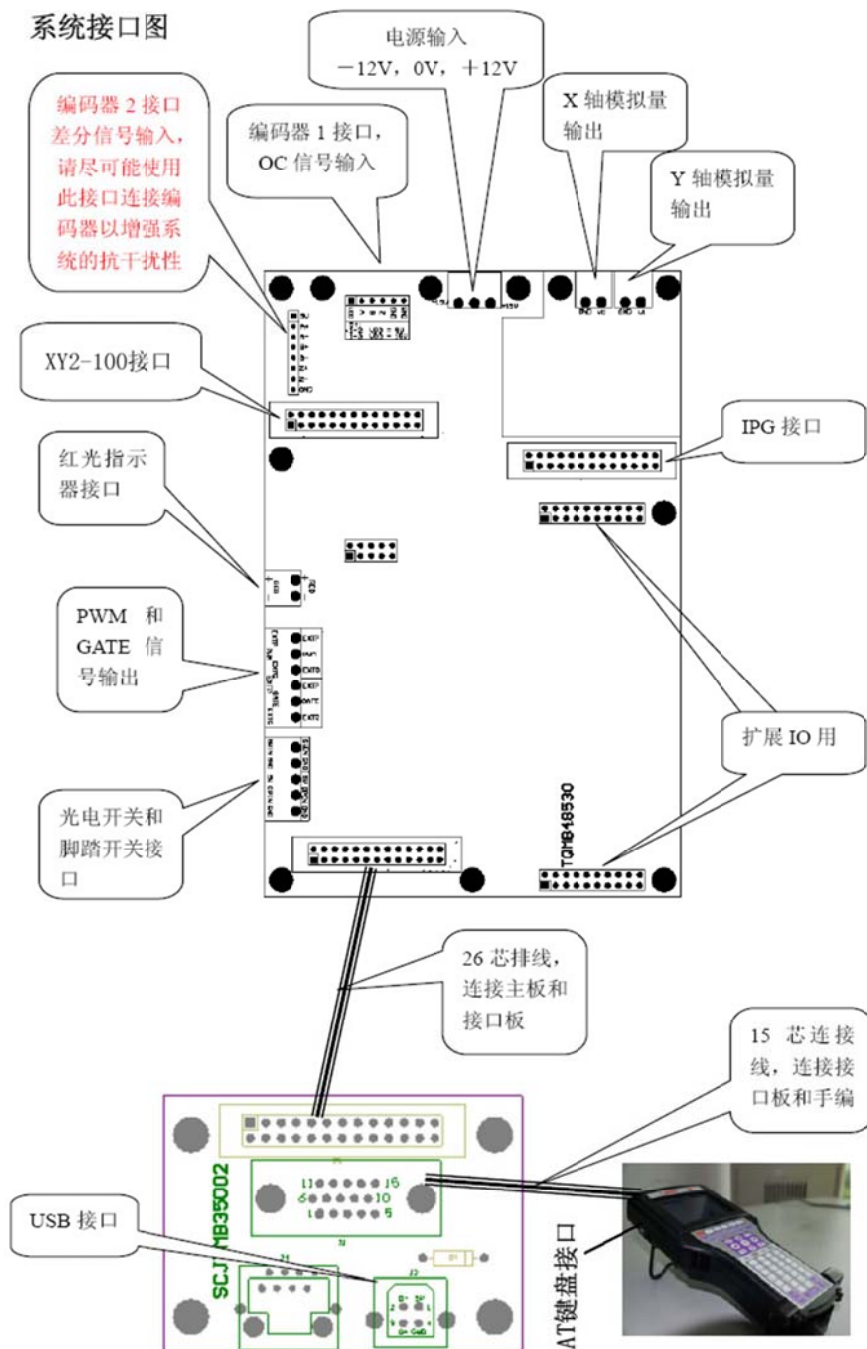 系统接口图
电源输入
－12V，0V，＋12V
编码器 2 接口
差分信号输入，
请尽可能使用
此接口连接编
码器以增强系
统的抗干扰性
编码器 1 接口，
OC 信号输入
X 轴模拟量
输出
Y 轴模拟量
输出
XY2-100接口
IPG 接口
红光指示
器接口
PWM 和
GATE 信
号输出
扩展 IO 用
光电开关和
脚踏开关接
口
TQMB48530
26 芯排线，
连接主板和
接口板
15 芯连接
线，连接接
口板和手编
USB 接口
AT键盘接口